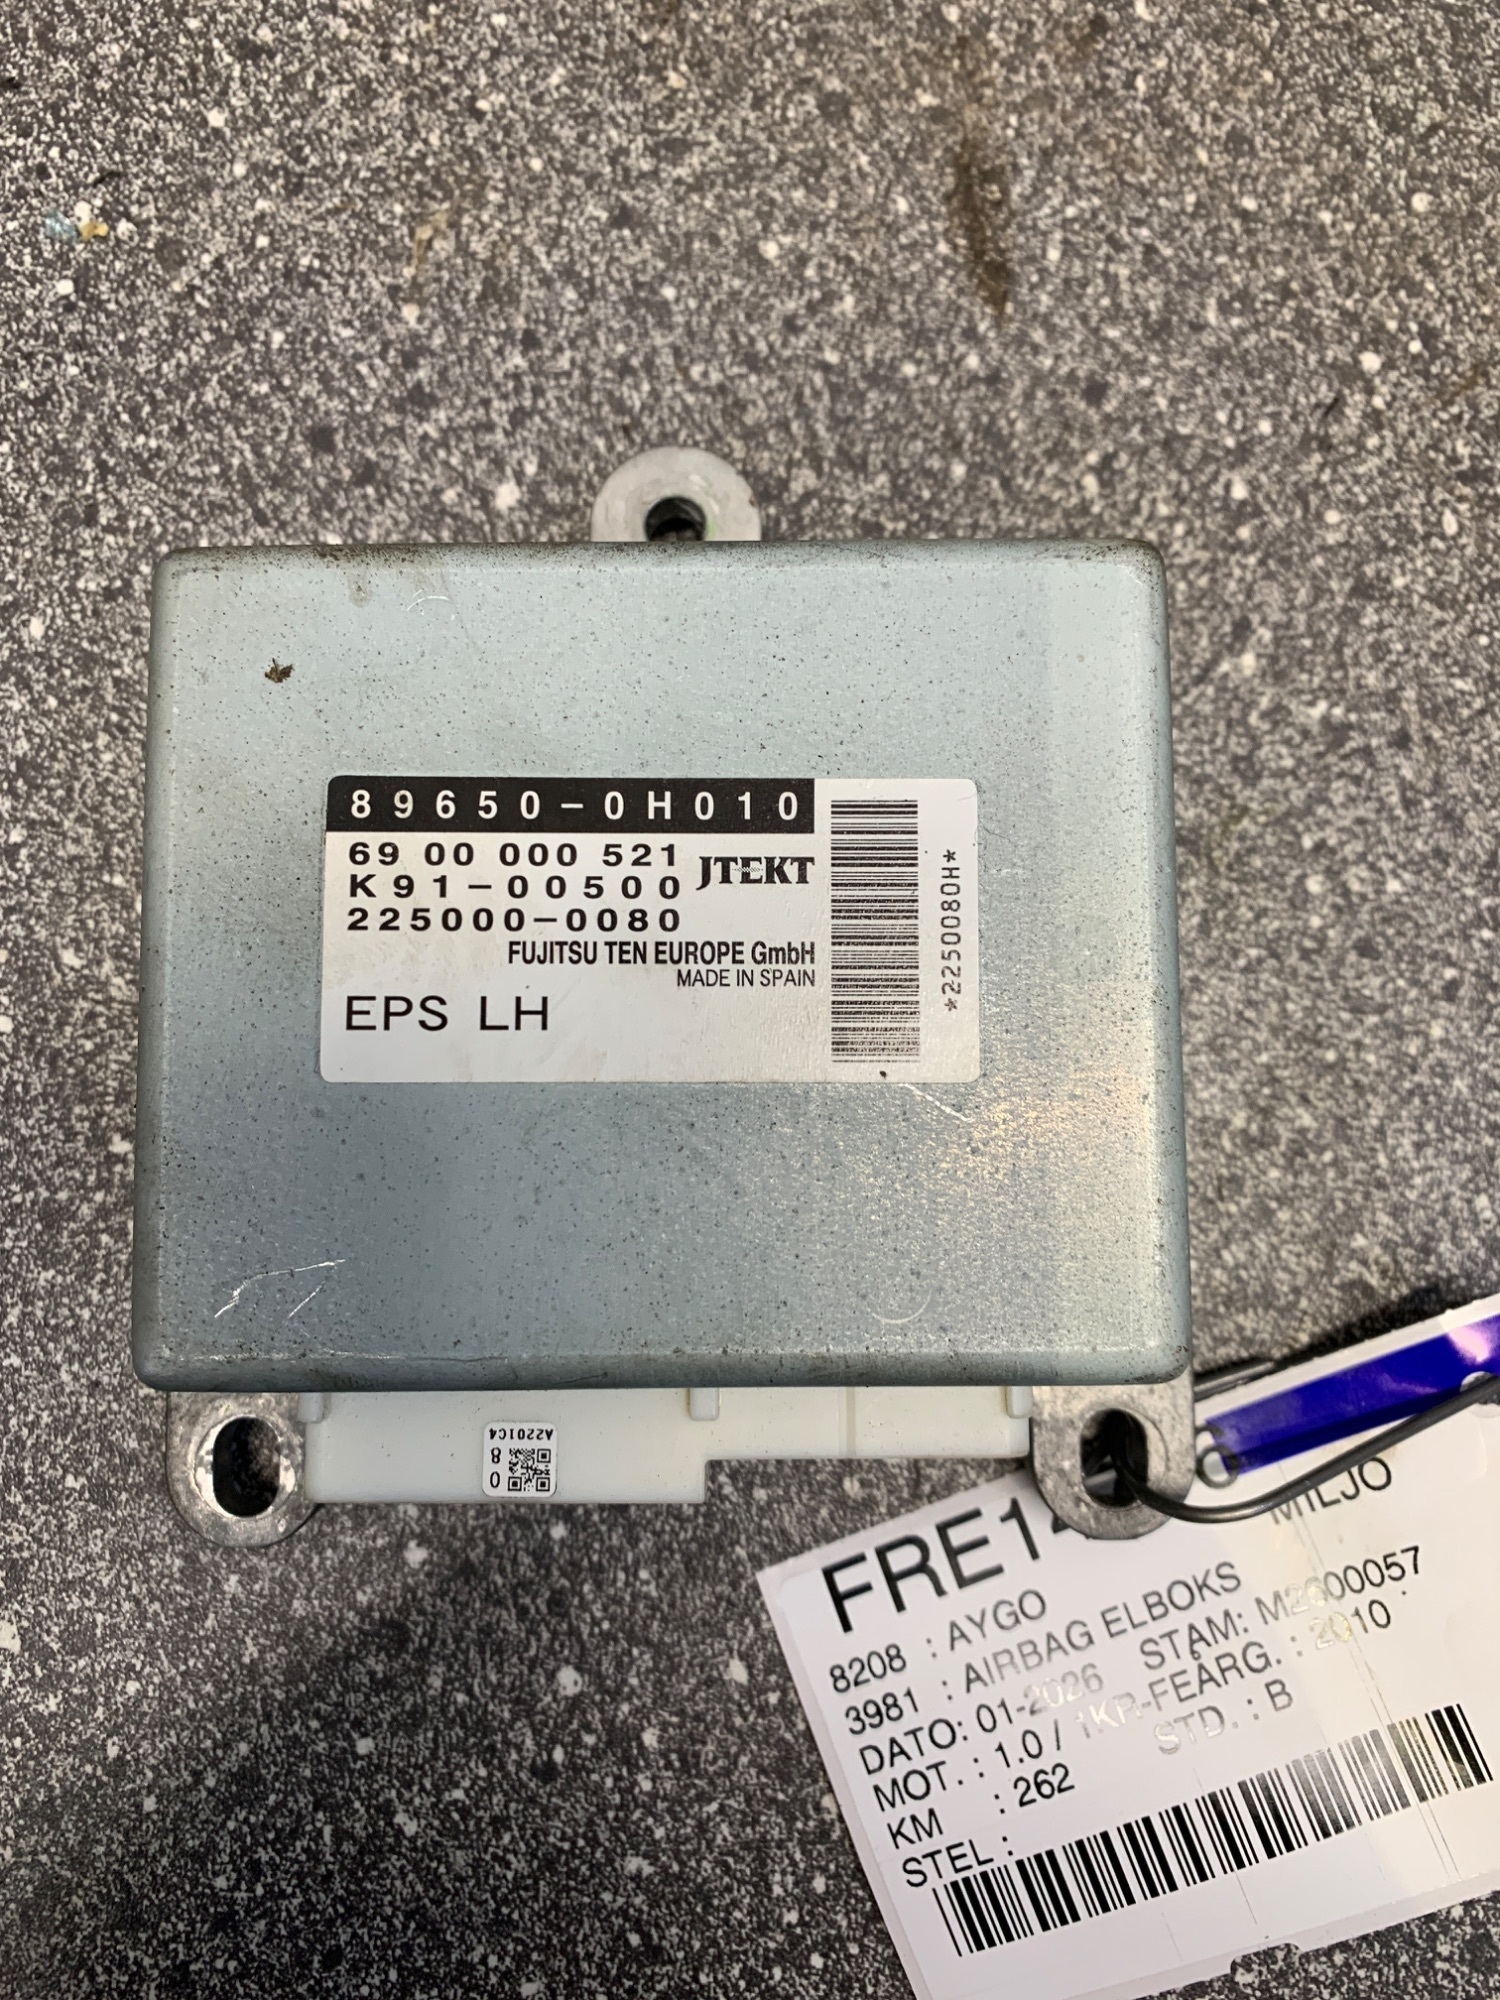 89650-0H010
69 00 000 521
JTEKT
K91-00500
225000-0080
FUJITSU TEN EUROPE GmbH
MADE IN SPAIN
EPS LH
*2250080H*
A2201C4
8
0
MILJØ
8208 : AYGO
3981 : AIRBAG ELBOKS
DATO: 01-2026 STAM: M2600057
MOT. : 1.0 / 1KR-FE ÅRG. : 2010
KM : 262 STD. : B
STEL :